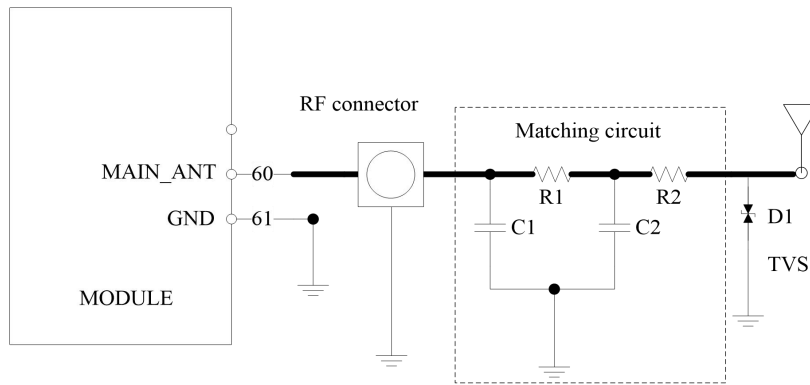 RF connector
Matching circuit
MAIN_ANT
60
R1
R2
GND
61
C1
C2
D1
TVS
MODULE